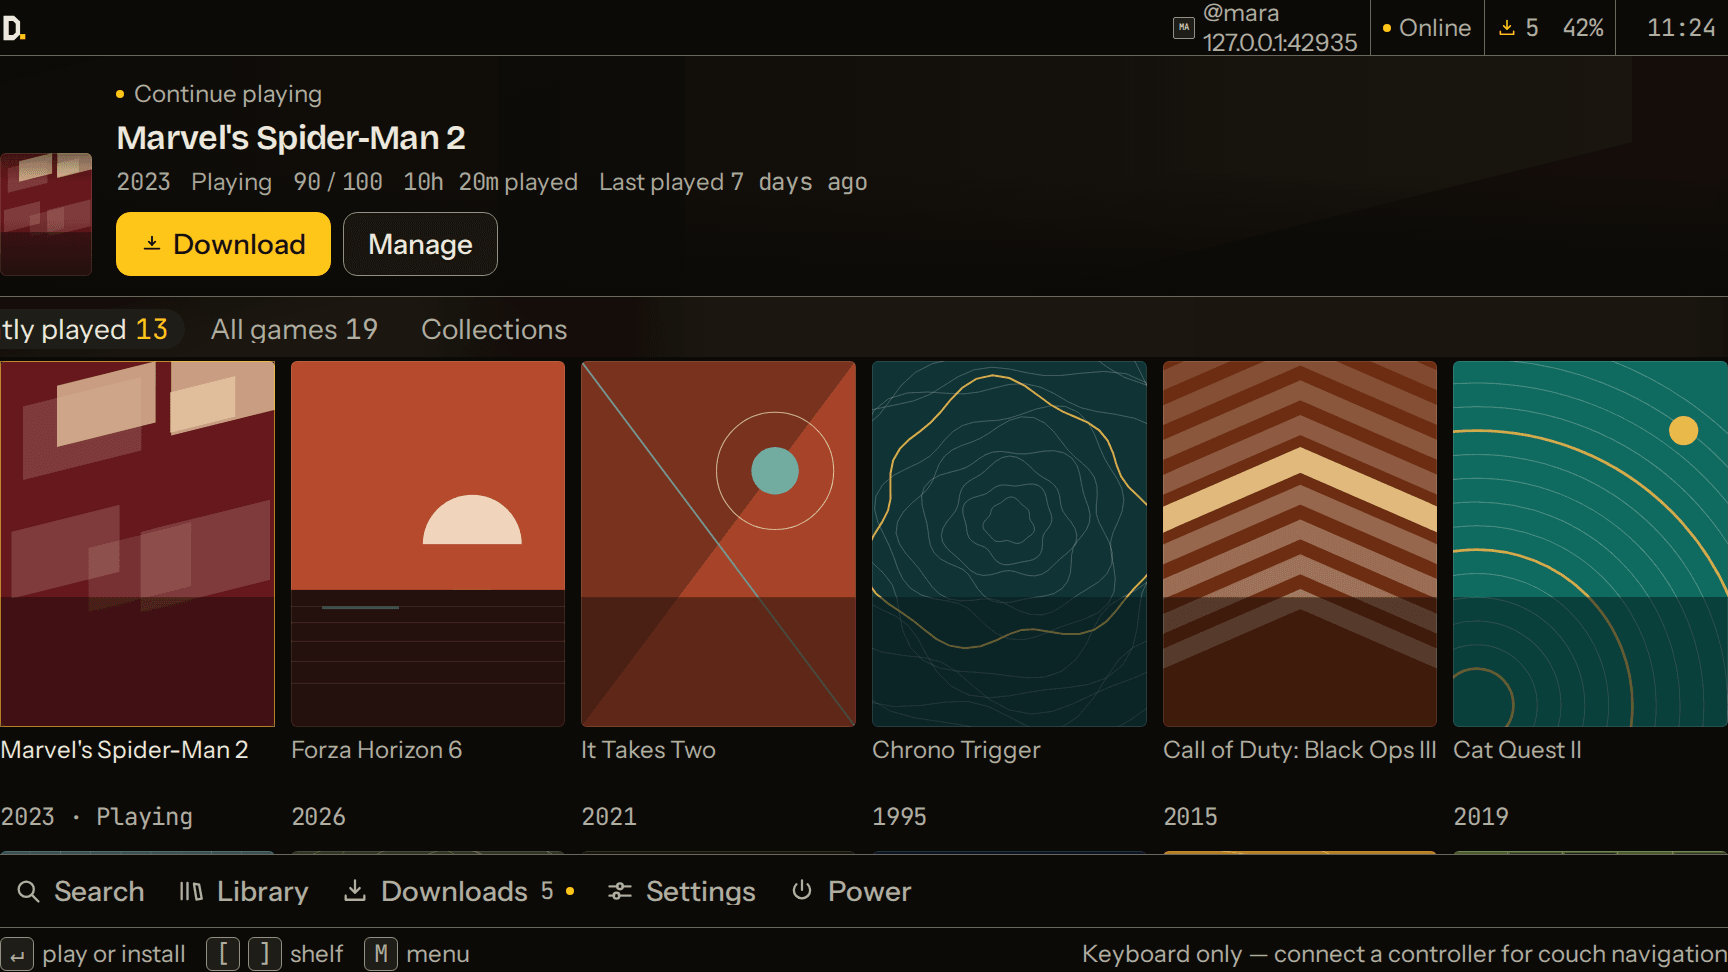 D.
MA
@mara
127.0.0.1:42935
Online
5 42%
11:24
Continue playing
Marvel's Spider-Man 2
2023 Playing 90 / 100 10h 20m played Last played 7 days ago
Download
Manage
tly played 13
All games 19
Collections
Marvel's Spider-Man 2
Forza Horizon 6
It Takes Two
Chrono Trigger
Call of Duty: Black Ops III
Cat Quest II
2023 · Playing
2026
2021
1995
2015
2019
Search
Library
Downloads 5
Settings
Power
↵ play or install
[ ] shelf
M menu
Keyboard only — connect a controller for couch navigation